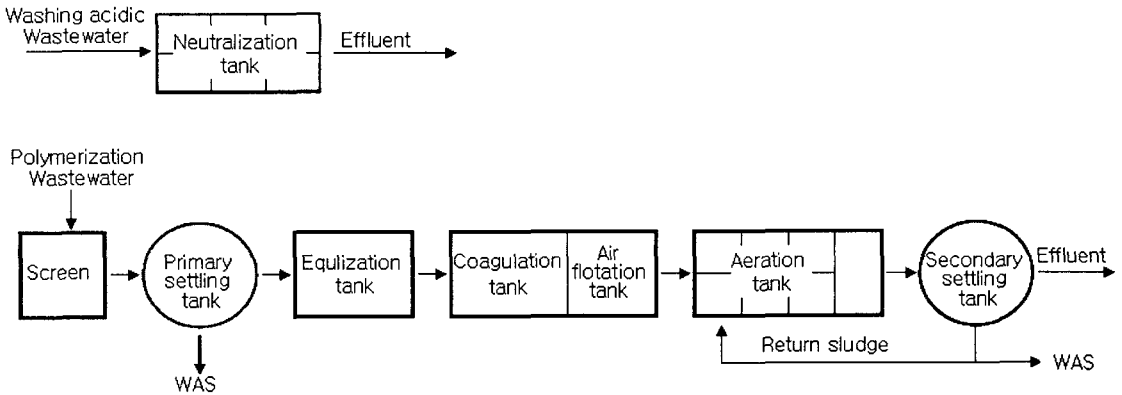 Washing acidic
Wastewater
Neutralization
tank
Effluent
Polymerization
Wastewater
Screen
Primary
settling
tank
WAS
Equlization
tank
Coagulation
tank
Air
flotation
tank
Aeration
tank
Secondary
settling
tank
Effluent
Return sludge
WAS